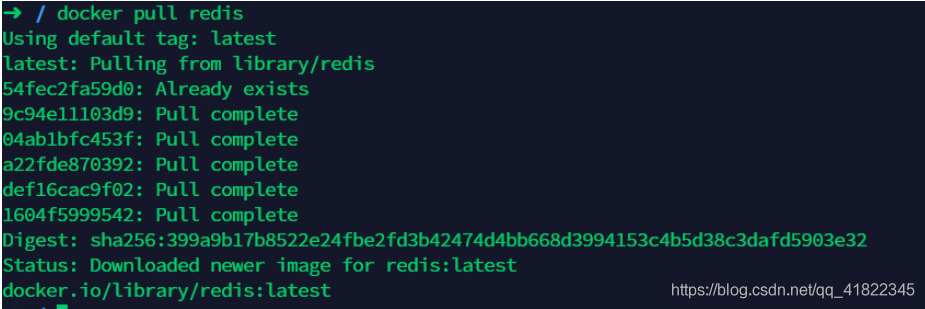 ➜ / docker pull redis
Using default tag: latest
latest: Pulling from library/redis
54fec2fa59d0: Already exists
9c94e11103d9: Pull complete
04ab1bfc453f: Pull complete
a22fde870392: Pull complete
def16cac9f02: Pull complete
1604f5999542: Pull complete
Digest: sha256:399a9b17b8522e24fbe2fd3b42474d4bb668d3994153c4b5d38c3dafd5903e32
Status: Downloaded newer image for redis:latest
docker.io/library/redis:latest
https://blog.csdn.net/qq_41822345